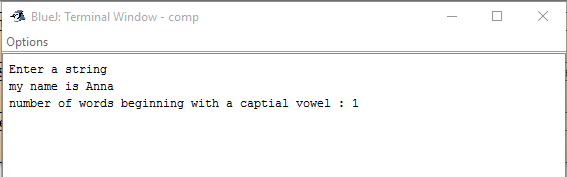 BlueJ: Terminal Window - comp
Options
Enter a string
my name is Anna
number of words beginning with a captial vowel : 1